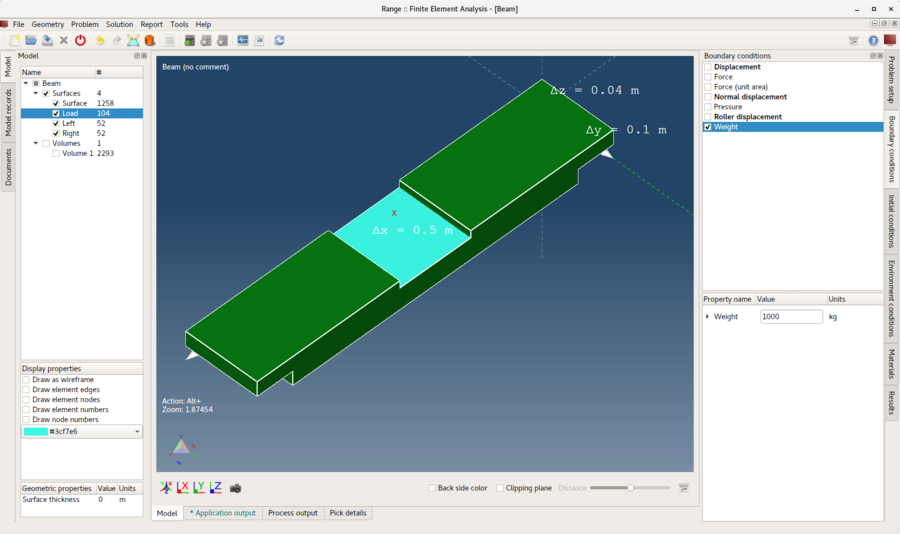 Range :: Finite Element Analysis - [Beam]
File Geometry Problem Solution Report Tools Help
Model
Name #
Beam
Surfaces 4
Surface 1258
Load 104
Left 52
Right 52
Volumes 1
Volume 1 2293
Model
Model records
Documents
Display properties
Draw as wireframe
Draw element edges
Draw element nodes
Draw element numbers
Draw node numbers
#3cf7e6
Geometric properties Value Units
Surface thickness 0 m
Beam (no comment)
Δz = 0.04 m
Δy = 0.1 m
x
Δx = 0.5 m
Action: Alt+
Zoom: 1.87454
X Y Z
Back side color Clipping plane Distance
Model * Application output Process output Pick details
Boundary conditions
Displacement
Force
Force (unit area)
Normal displacement
Pressure
Roller displacement
Weight
Property name Value Units
Weight 1000 kg
Problem setup
Boundary conditions
Initial conditions
Environment conditions
Materials
Results